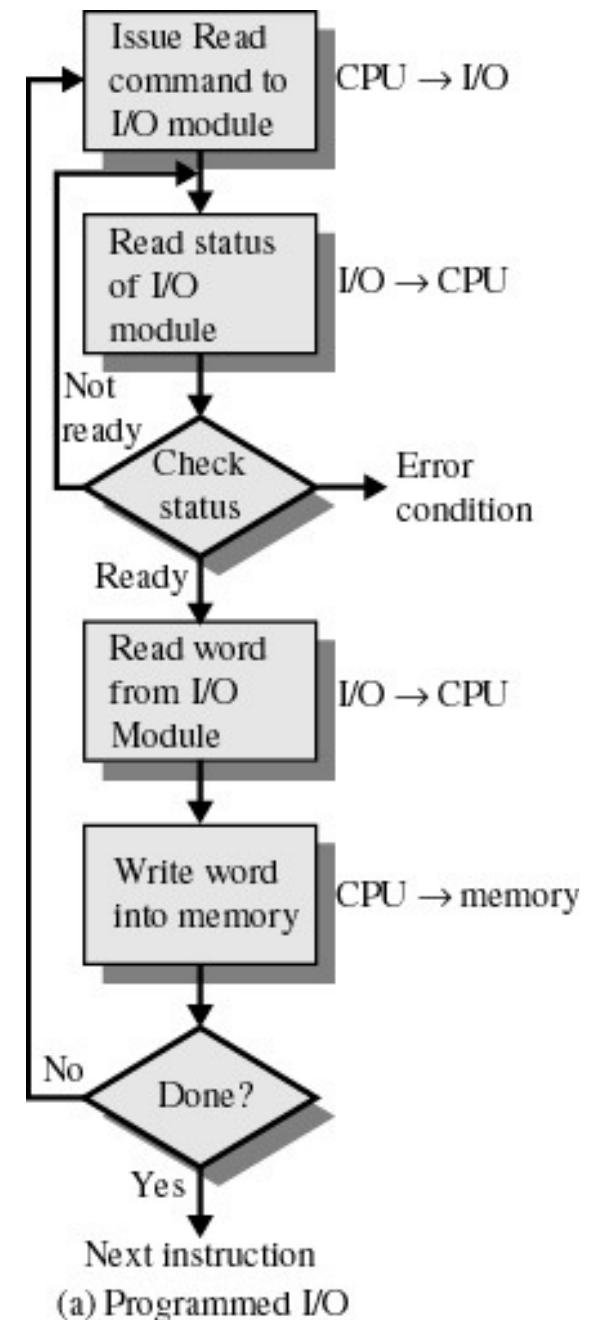 Issue Read
command to
I/O module
CPU → I/O
Read status
of I/O
module
I/O → CPU
Not
ready
Check
status
Error
condition
Ready
Read word
from I/O
Module
I/O → CPU
Write word
into memory
CPU → memory
No
Done?
Yes
Next instruction
(a) Programmed I/O